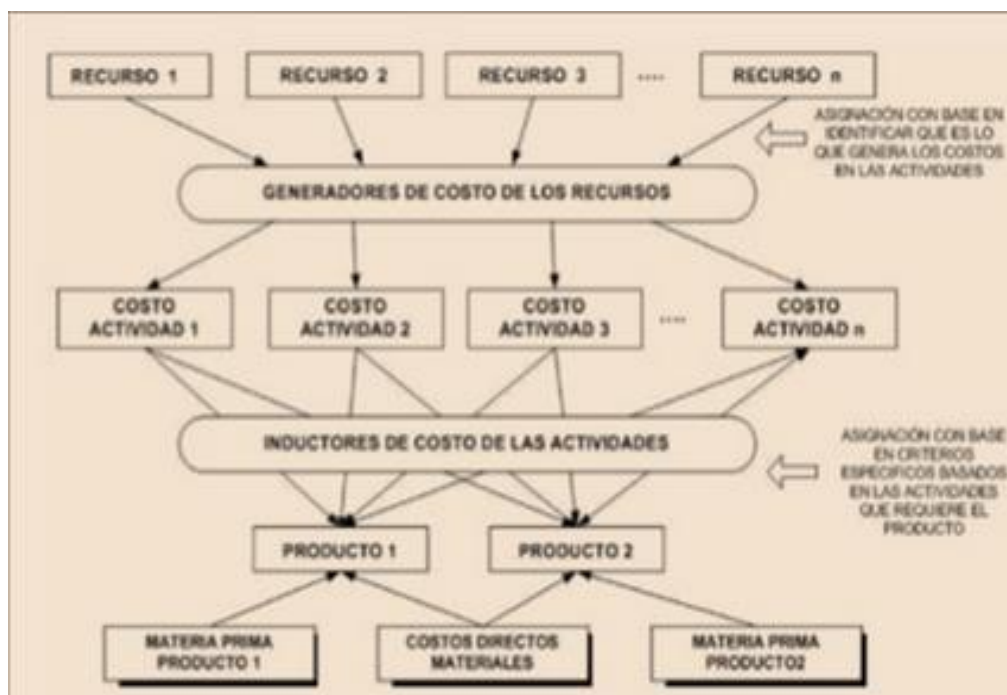 RECURSO 1
RECURSO 2
RECURSO 3
....
RECURSO n
ASIGNACIÓN CON BASE EN
IDENTIFICAR QUE ES LO
QUE GENERA LOS COSTOS
EN LAS ACTIVIDADES
GENERADORES DE COSTO DE LOS RECURSOS
COSTO
ACTIVIDAD 1
COSTO
ACTIVIDAD 2
COSTO
ACTIVIDAD 3
....
COSTO
ACTIVIDAD n
INDUCTORES DE COSTO DE LAS ACTIVIDADES
ASIGNACIÓN CON BASE
EN CRITERIOS
ESPECIFICOS BASADOS
EN LAS ACTIVIDADES
QUE REQUIERE EL
PRODUCTO
PRODUCTO 1
PRODUCTO 2
MATERIA PRIMA
PRODUCTO 1
COSTOS DIRECTOS
MATERIALES
MATERIA PRIMA
PRODUCTO2